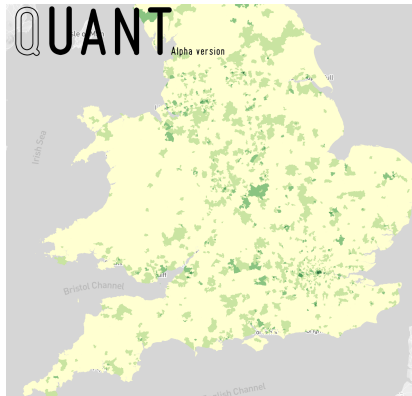 QUANT
Alpha version
Irish Sea
Bristol Channel
English Channel